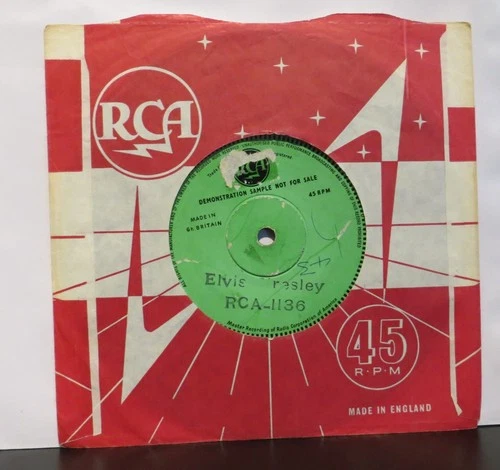 RCA
RCA
DEMONSTRATION SAMPLE NOT FOR SALE
45 RPM
MADE IN
Gt. BRITAIN
Elvis resley
RCA-1136
Master Recording of Radio Corporation of America
45
R·P·M
MADE IN ENGLAND